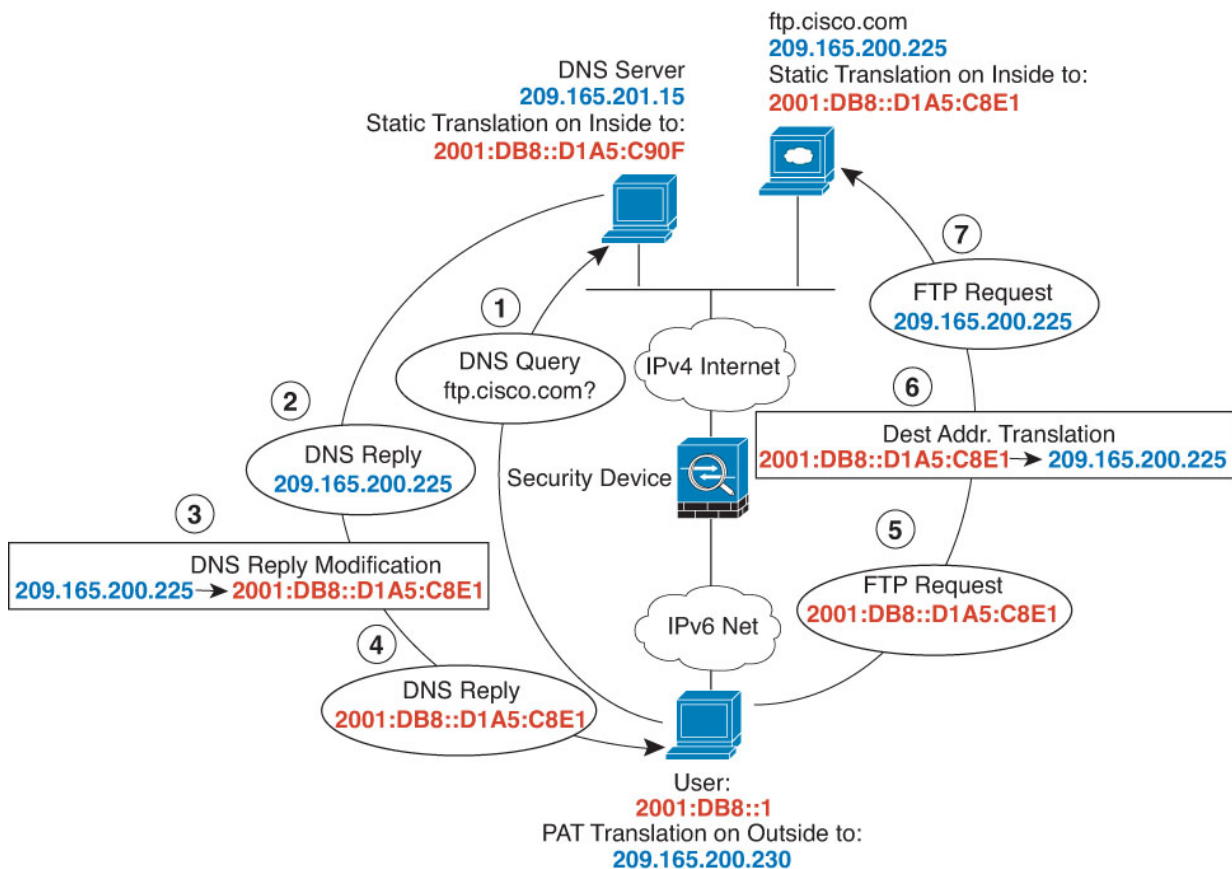 ftp.cisco.com
209.165.200.225
Static Translation on Inside to:
2001:DB8::D1A5:C8E1
DNS Server
209.165.201.15
Static Translation on Inside to:
2001:DB8::D1A5:C90F
7
FTP Request
209.165.200.225
1
DNS Query
ftp.cisco.com?
IPv4 Internet
2
DNS Reply
209.165.200.225
6
Dest Addr. Translation
2001:DB8::D1A5:C8E1 → 209.165.200.225
Security Device
3
DNS Reply Modification
209.165.200.225 → 2001:DB8::D1A5:C8E1
5
FTP Request
2001:DB8::D1A5:C8E1
IPv6 Net
4
DNS Reply
2001:DB8::D1A5:C8E1
User:
2001:DB8::1
PAT Translation on Outside to:
209.165.200.230